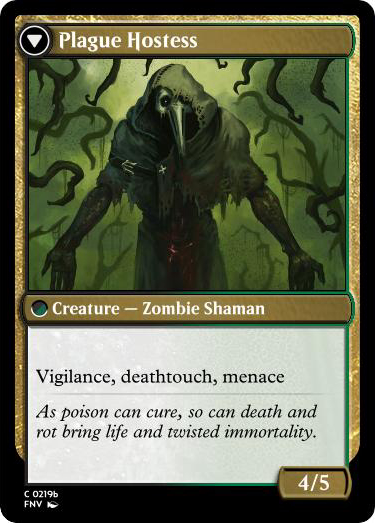 Plague Hostess
Creature — Zombie Shaman
Vigilance, deathtouch, menace
As poison can cure, so can death and
rot bring life and twisted immortality.
4/5
C 0219b
FNV